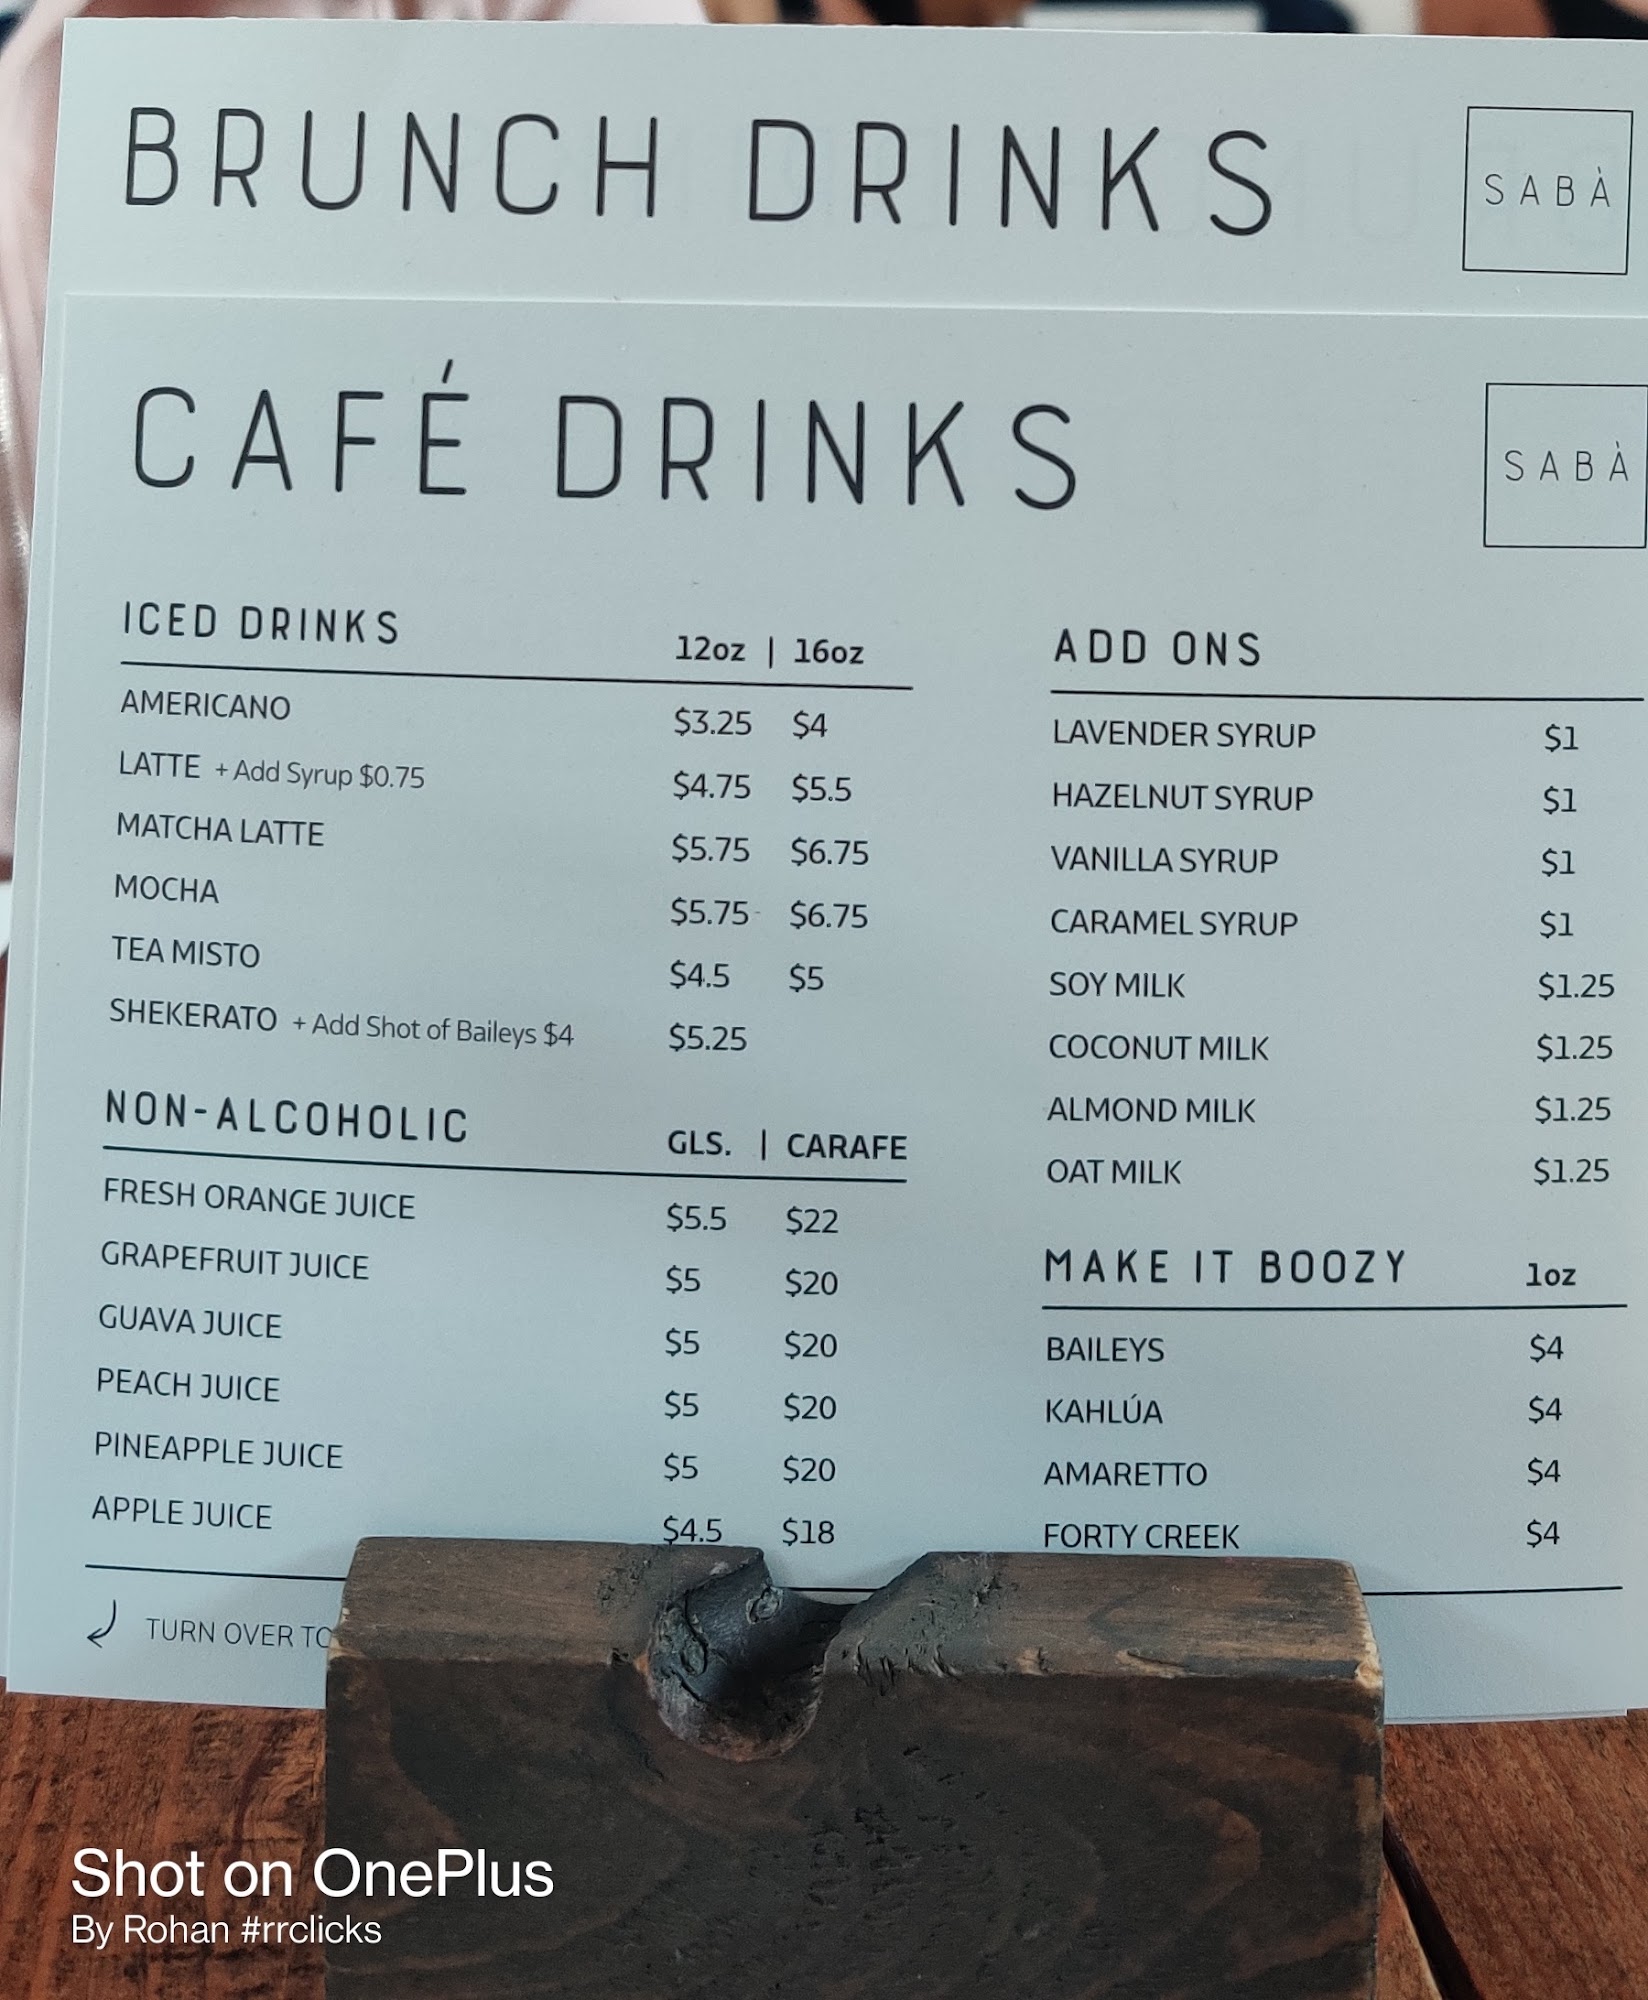 BRUNCH DRINKS
SABÀ
CAFÉ DRINKS
SABÀ
ICED DRINKS 12oz | 16oz
AMERICANO $3.25 $4
LATTE + Add Syrup $0.75 $4.75 $5.5
MATCHA LATTE $5.75 $6.75
MOCHA $5.75 $6.75
TEA MISTO $4.5 $5
SHEKERATO + Add Shot of Baileys $4 $5.25
NON-ALCOHOLIC GLS. | CARAFE
FRESH ORANGE JUICE $5.5 $22
GRAPEFRUIT JUICE $5 $20
GUAVA JUICE $5 $20
PEACH JUICE $5 $20
PINEAPPLE JUICE $5 $20
APPLE JUICE $4.5 $18
TURN OVER TO
ADD ONS
LAVENDER SYRUP $1
HAZELNUT SYRUP $1
VANILLA SYRUP $1
CARAMEL SYRUP $1
SOY MILK $1.25
COCONUT MILK $1.25
ALMOND MILK $1.25
OAT MILK $1.25
MAKE IT BOOZY 1oz
BAILEYS $4
KAHLÚA $4
AMARETTO $4
FORTY CREEK $4
Shot on OnePlus
By Rohan #rrclicks